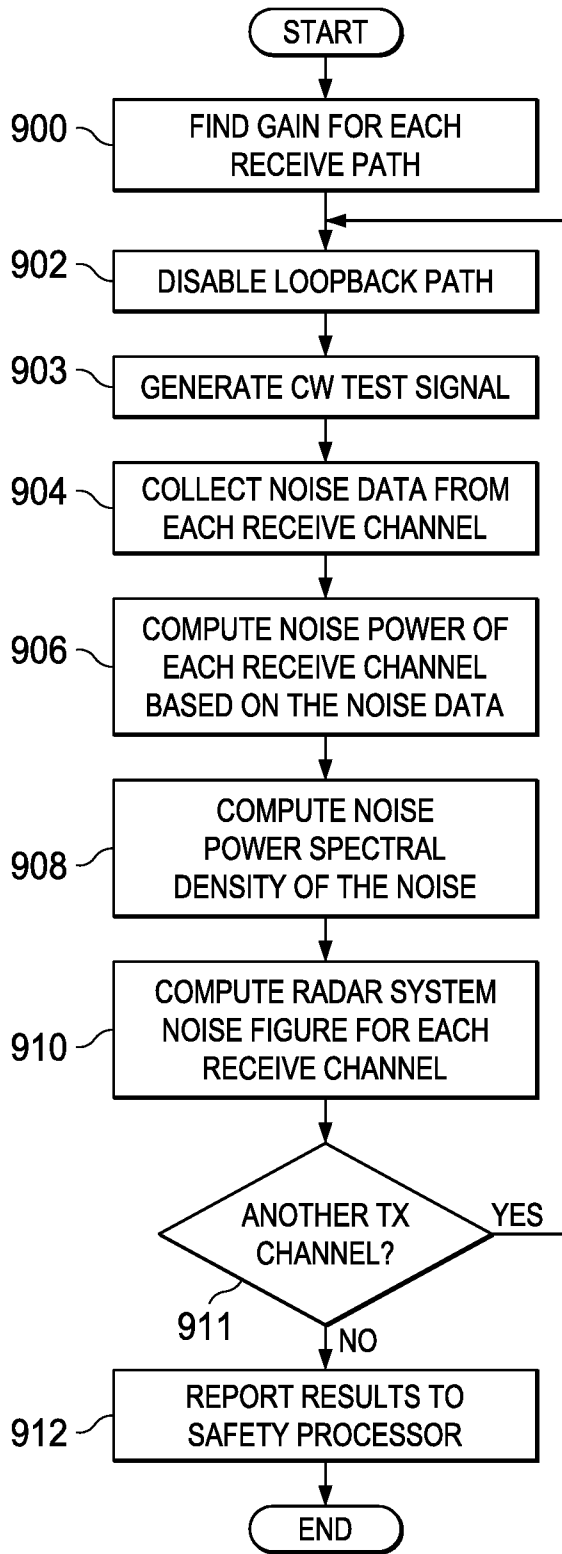 START
900
FIND GAIN FOR EACH
RECEIVE PATH
902
DISABLE LOOPBACK PATH
903
GENERATE CW TEST SIGNAL
904
COLLECT NOISE DATA FROM
EACH RECEIVE CHANNEL
906
COMPUTE NOISE POWER OF
EACH RECEIVE CHANNEL
BASED ON THE NOISE DATA
908
COMPUTE NOISE
POWER SPECTRAL
DENSITY OF THE NOISE
910
COMPUTE RADAR SYSTEM
NOISE FIGURE FOR EACH
RECEIVE CHANNEL
ANOTHER TX
CHANNEL?
YES
911
NO
912
REPORT RESULTS TO
SAFETY PROCESSOR
END